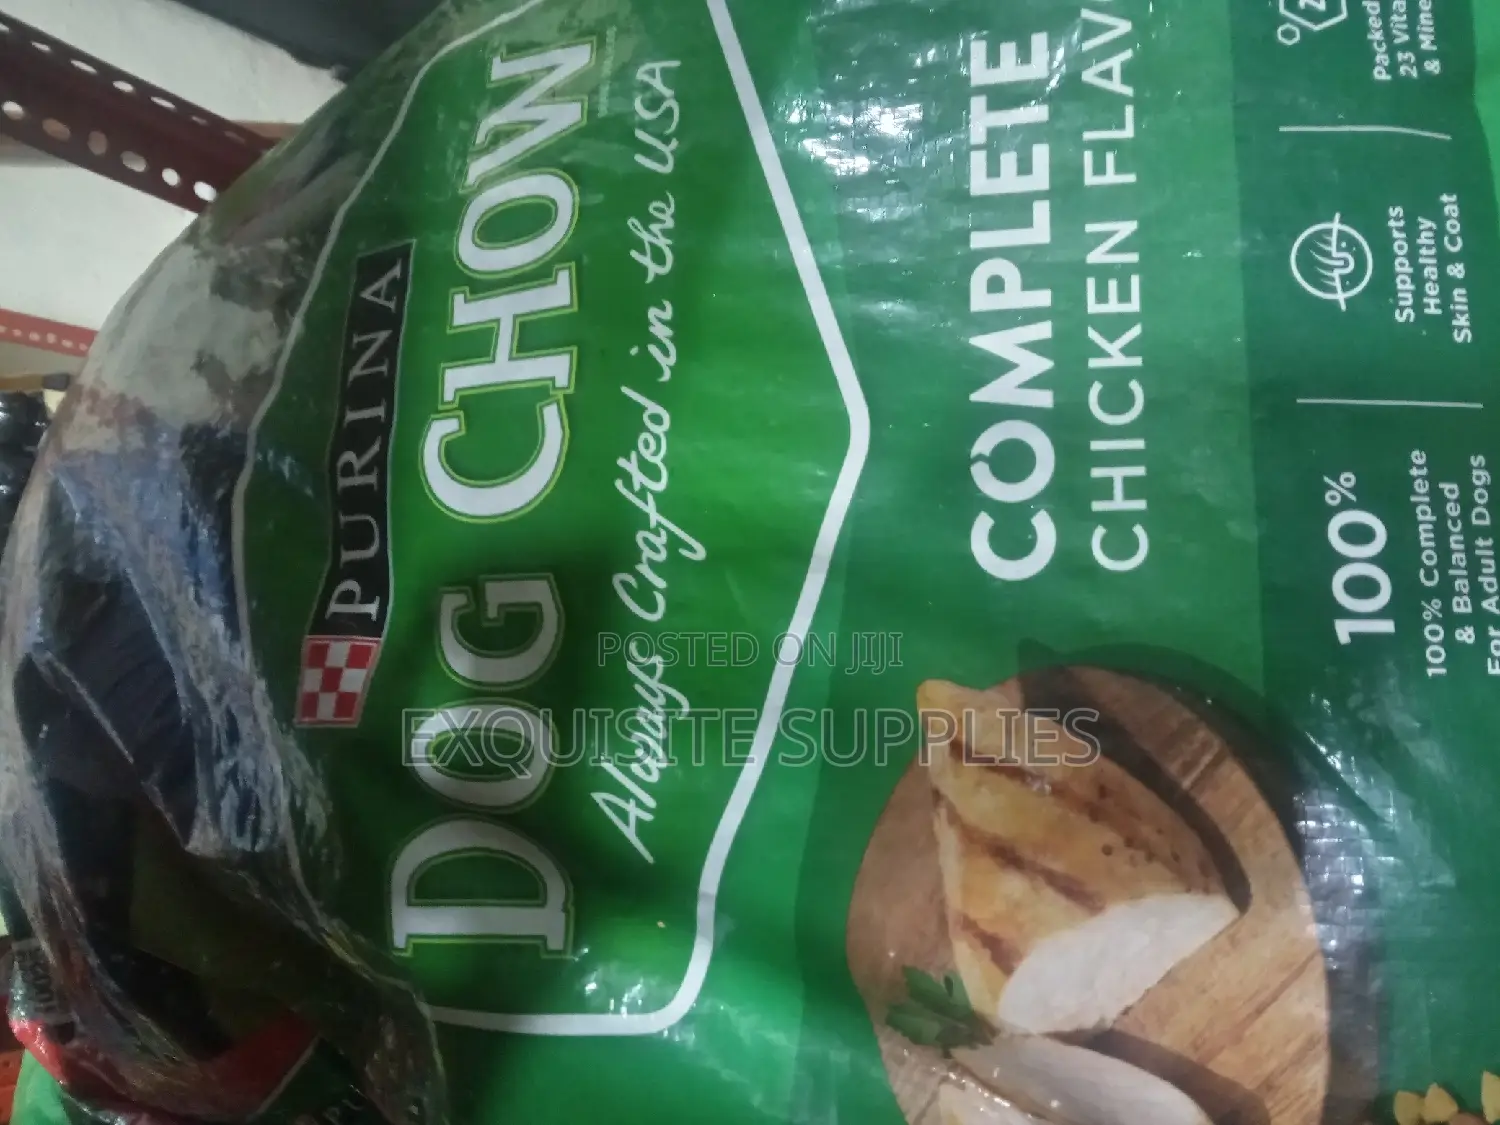 PURINA
DOG CHOW
Always Crafted in the USA
COMPLETE
CHICKEN FLAV
100%
100% Complete
& Balanced
For Adult Dogs
Supports
Healthy
Skin & Coat
Packed
23 Vita
& Mine
POSTED ON JIJI
EXQUISITE SUPPLIES